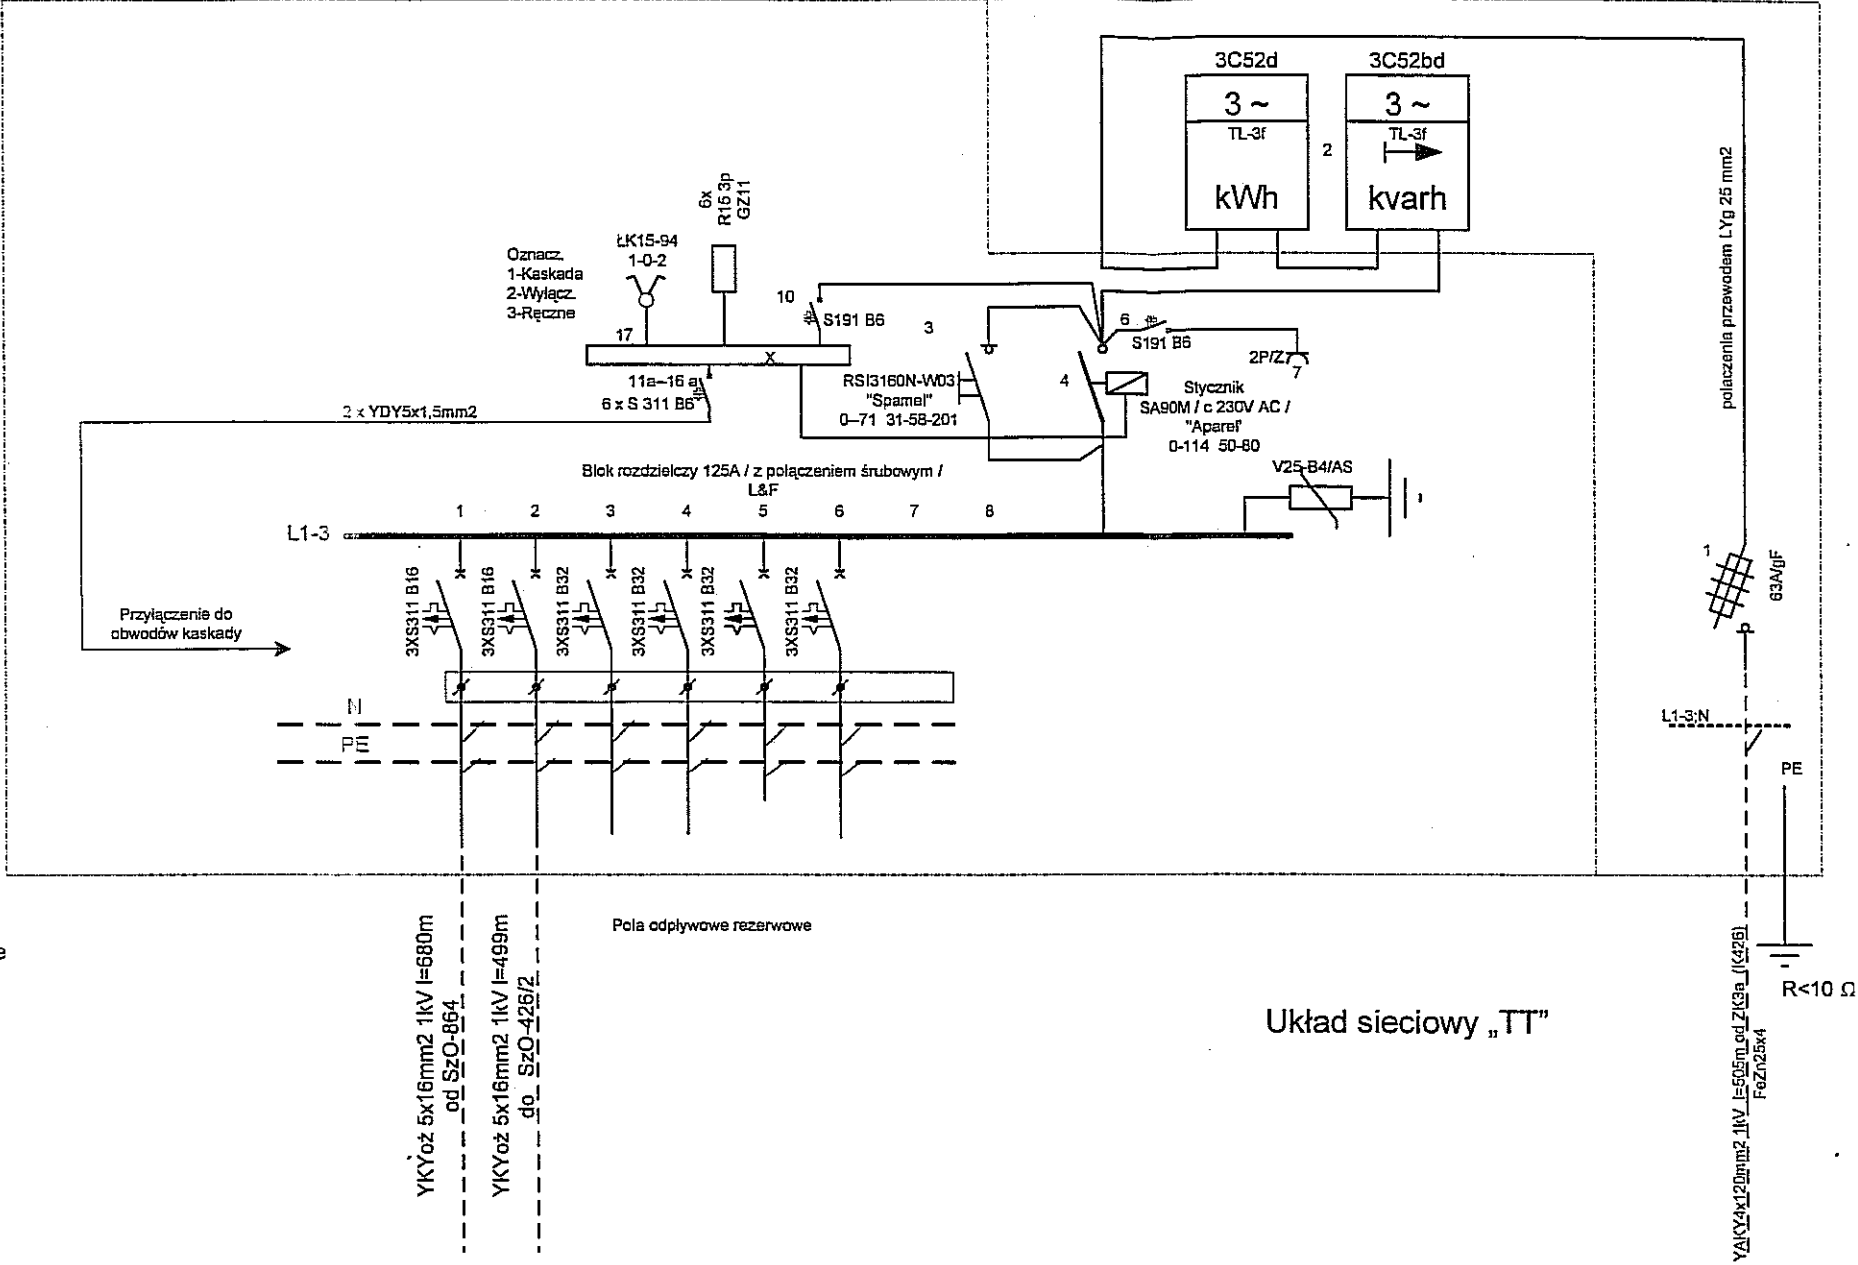 3C52d
3C52bd
3 ~
3 ~
TL-3f
TL-3f
2
kWh
kvarh
połaczenia przewodem LYg 25 mm2
6x
R15 3p
GZ11
ŁK15-94
1-0-2
Oznacz.
1-Kaskada
2-Wyłącz.
3-Ręczne
10
S191 B6
3
6
S191 B6
17
X
2P/Z
7
11a--16 a
6 x S 311 B6
RSI3160N-W03
"Spamel"
0--71 31-58-201
4
Stycznik
SA90M / c 230V AC /
"Aparel"
0-114 50-80
2 x YDY5x1,5mm2
Blok rozdzielczy 125A / z połączeniem śrubowym /
L&F
V25-B4/AS
1 2 3 4 5 6 7 8
L1-3
3XS311 B16
3XS311 B16
3XS311 B32
3XS311 B32
3XS311 B32
3XS311 B32
1
63A/gF
Przyłączenie do
obwodów kaskady
N
PE
L1-3;N
PE
Pola odpływowe rezerwowe
YKYoż 5x16mm2 1kV l=680m
od SzO-864
YKYoż 5x16mm2 1kV l=499m
do SzO-426/2
R<10 Ω
Układ sieciowy „TT”
YAKY4x120mm2 1kV l=505m od ZK3a (K426)
FeZn25x4